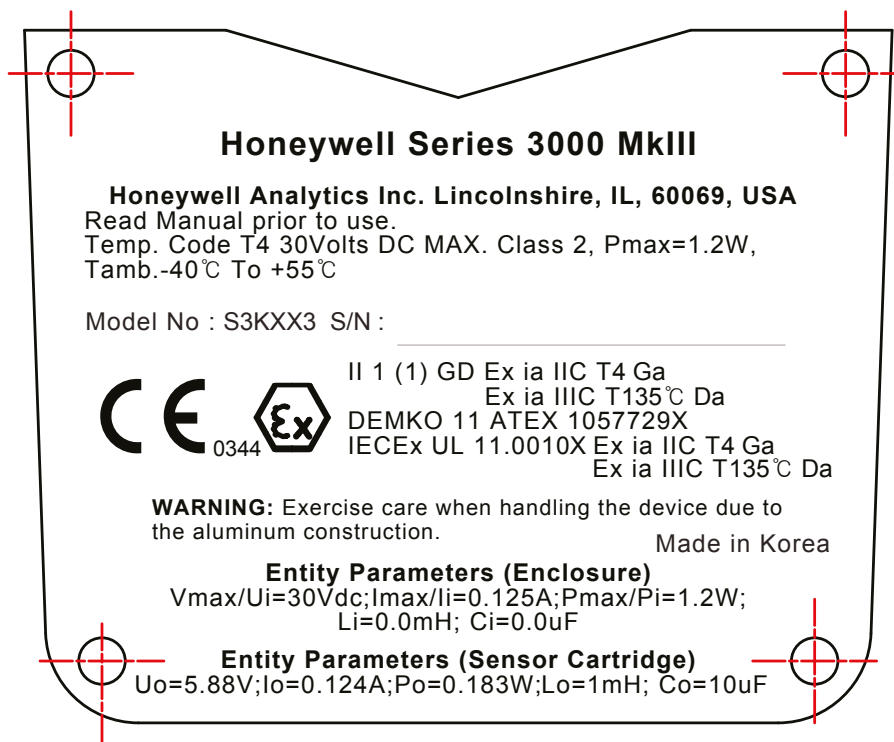 Honeywell Series 3000 MkIII
Honeywell Analytics Inc. Lincolnshire, IL, 60069, USA
Read Manual prior to use.
Temp. Code T4 30Volts DC MAX. Class 2, Pmax=1.2W,
Tamb.-40℃ To +55℃
Model No : S3KXX3 S/N :
II 1 (1) GD Ex ia IIC T4 Ga
Ex ia IIIC T135℃ Da
CE 0344 Ex
DEMKO 11 ATEX 1057729X
IECEx UL 11.0010X Ex ia IIC T4 Ga
Ex ia IIIC T135℃ Da
WARNING: Exercise care when handling the device due to
the aluminum construction.
Made in Korea
Entity Parameters (Enclosure)
Vmax/Ui=30Vdc;Imax/Ii=0.125A;Pmax/Pi=1.2W;
Li=0.0mH; Ci=0.0uF
Entity Parameters (Sensor Cartridge)
Uo=5.88V;Io=0.124A;Po=0.183W;Lo=1mH; Co=10uF